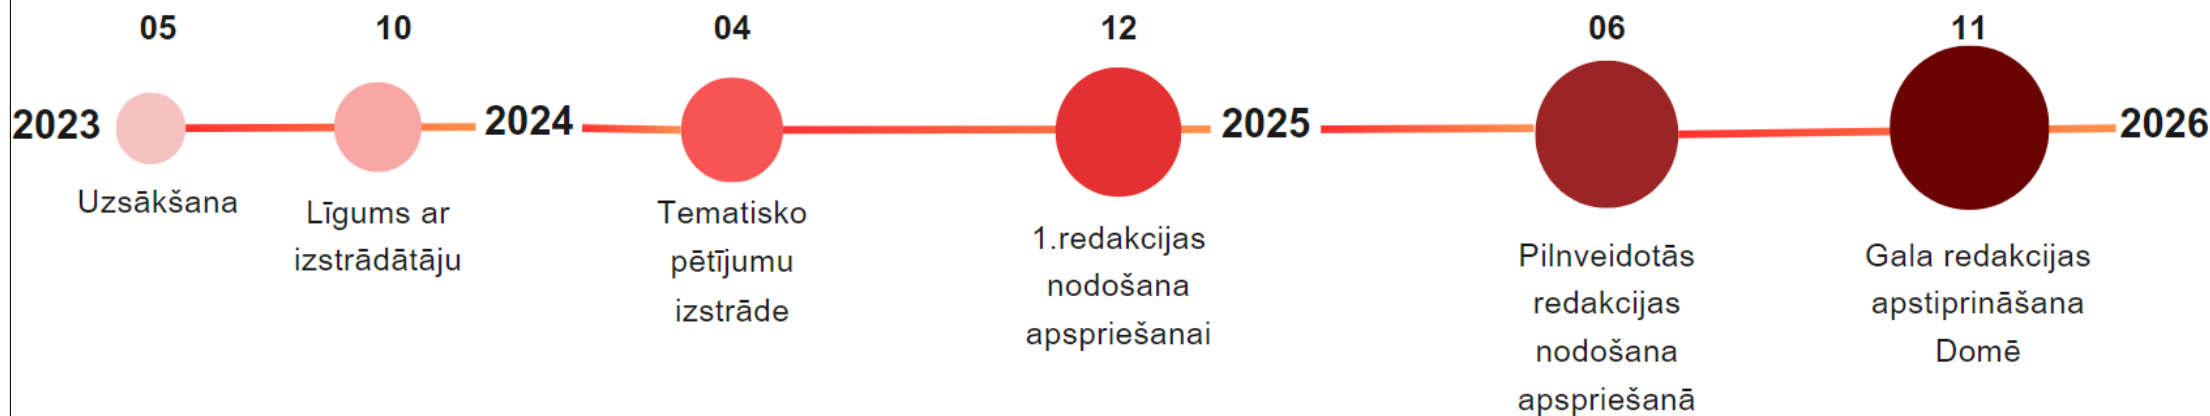 05
10
04
12
06
11
2023
2024
2025
2026
Uzsākšana
Līgums ar
izstrādātāju
Tematisko
pētījumu
izstrāde
1.redakcijas
nodošana
apspriešanai
Pilnveidotās
redakcijas
nodošana
apspriešanā
Gala redakcijas
apstiprināšana
Domē